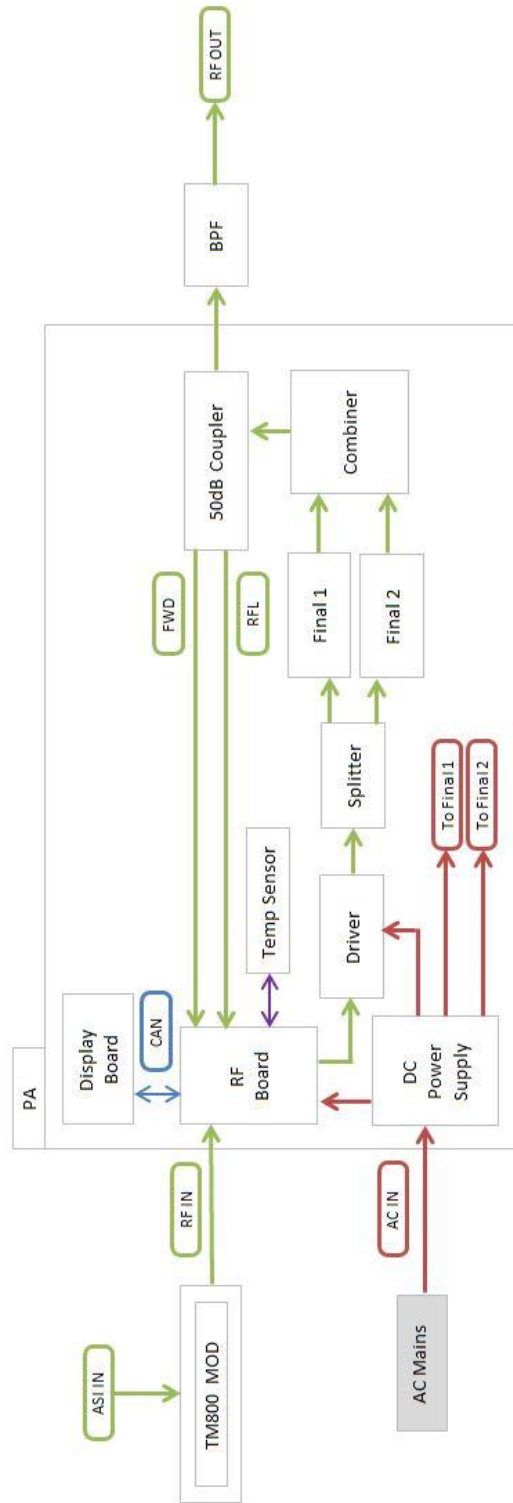 PA
ASI IN
TM800 MOD
RF IN
Display
Board
CAN
RF
Board
Temp Sensor
FWD
RFL
50dB Coupler
BPF
RF OUT
Driver
Splitter
Final 1
Final 2
Combiner
AC Mains
AC IN
DC
Power
Supply
To Final 1
To Final 2